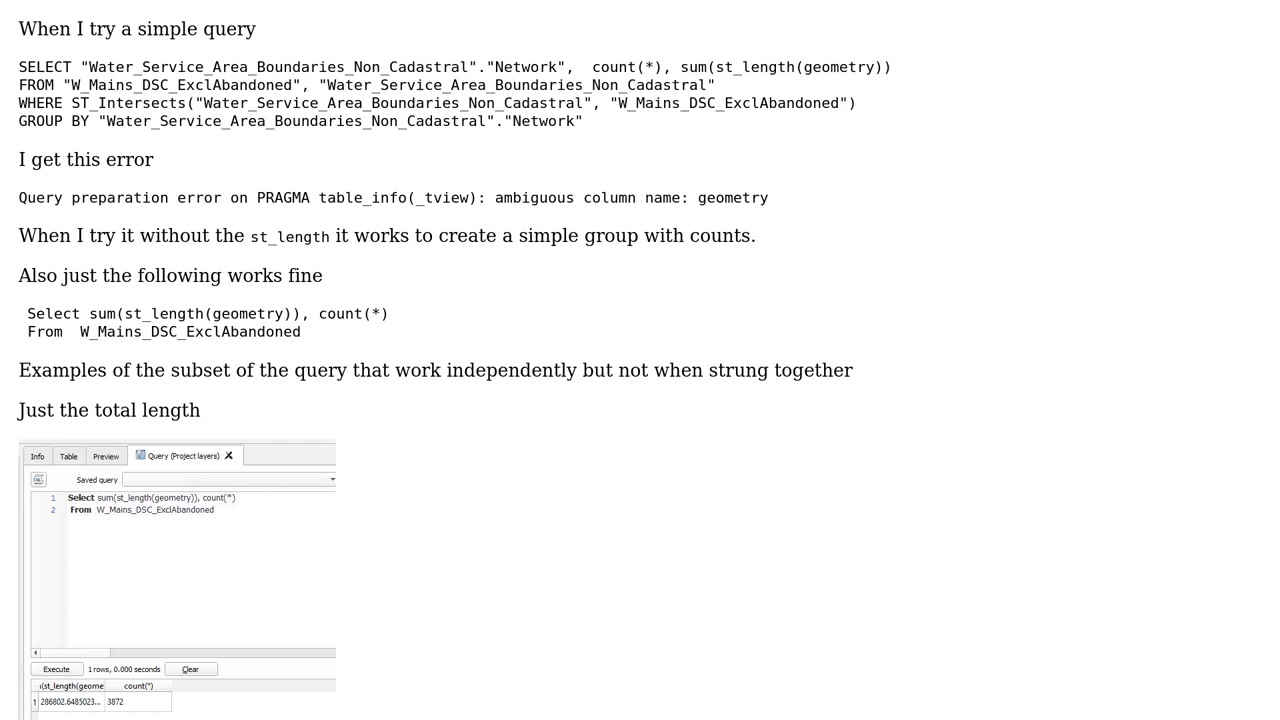 When I try a simple query
SELECT "Water_Service_Area_Boundaries_Non_Cadastral"."Network",  count(*), sum(st_length(geometry))
FROM "W_Mains_DSC_ExclAbandoned", "Water_Service_Area_Boundaries_Non_Cadastral"
WHERE ST_Intersects("Water_Service_Area_Boundaries_Non_Cadastral", "W_Mains_DSC_ExclAbandoned")
GROUP BY "Water_Service_Area_Boundaries_Non_Cadastral"."Network"
I get this error
Query preparation error on PRAGMA table_info(_tview): ambiguous column name: geometry
When I try it without the st_length it works to create a simple group with counts.
Also just the following works fine
Select sum(st_length(geometry)), count(*)
From  W_Mains_DSC_ExclAbandoned
Examples of the subset of the query that work independently but not when strung together
Just the total length
Info Table Preview Query (Project layers)
Saved query
1 Select sum(st_length(geometry)), count(*)
2 From  W_Mains_DSC_ExclAbandoned
Execute 1 rows, 0.000 seconds Clear
(st_length(geome count(*)
1 286802.6485023... 3872